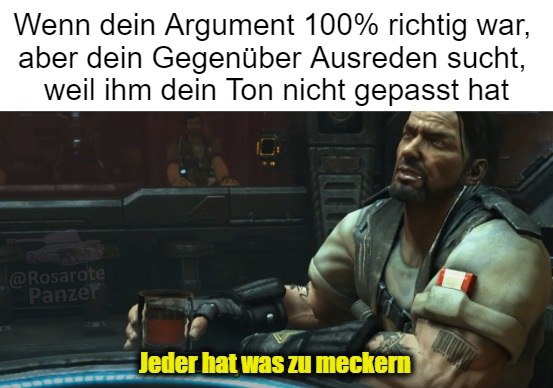 Wenn dein Argument 100% richtig war,
aber dein Gegenüber Ausreden sucht,
weil ihm dein Ton nicht gepasst hat
@Rosarote
Panzer
Jeder hat was zu meckern